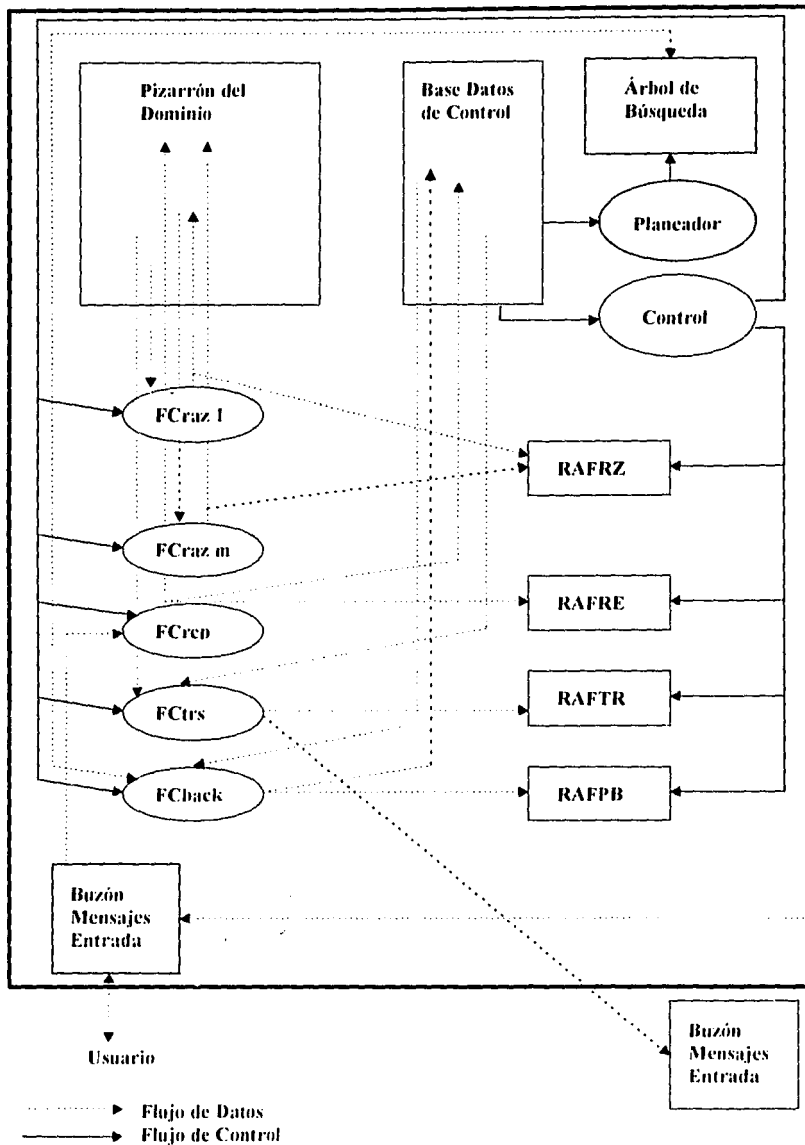 Pizarrón del
Dominio
Base Datos
de Control
Árbol de
Búsqueda
Planeador
Control
FCraz 1
RAFRZ
FCraz m
FCrep
RAFRE
FCtrs
RAFTR
FCback
RAFPB
Buzón
Mensajes
Entrada
Usuario
Buzón
Mensajes
Entrada
Flujo de Datos
Flujo de Control